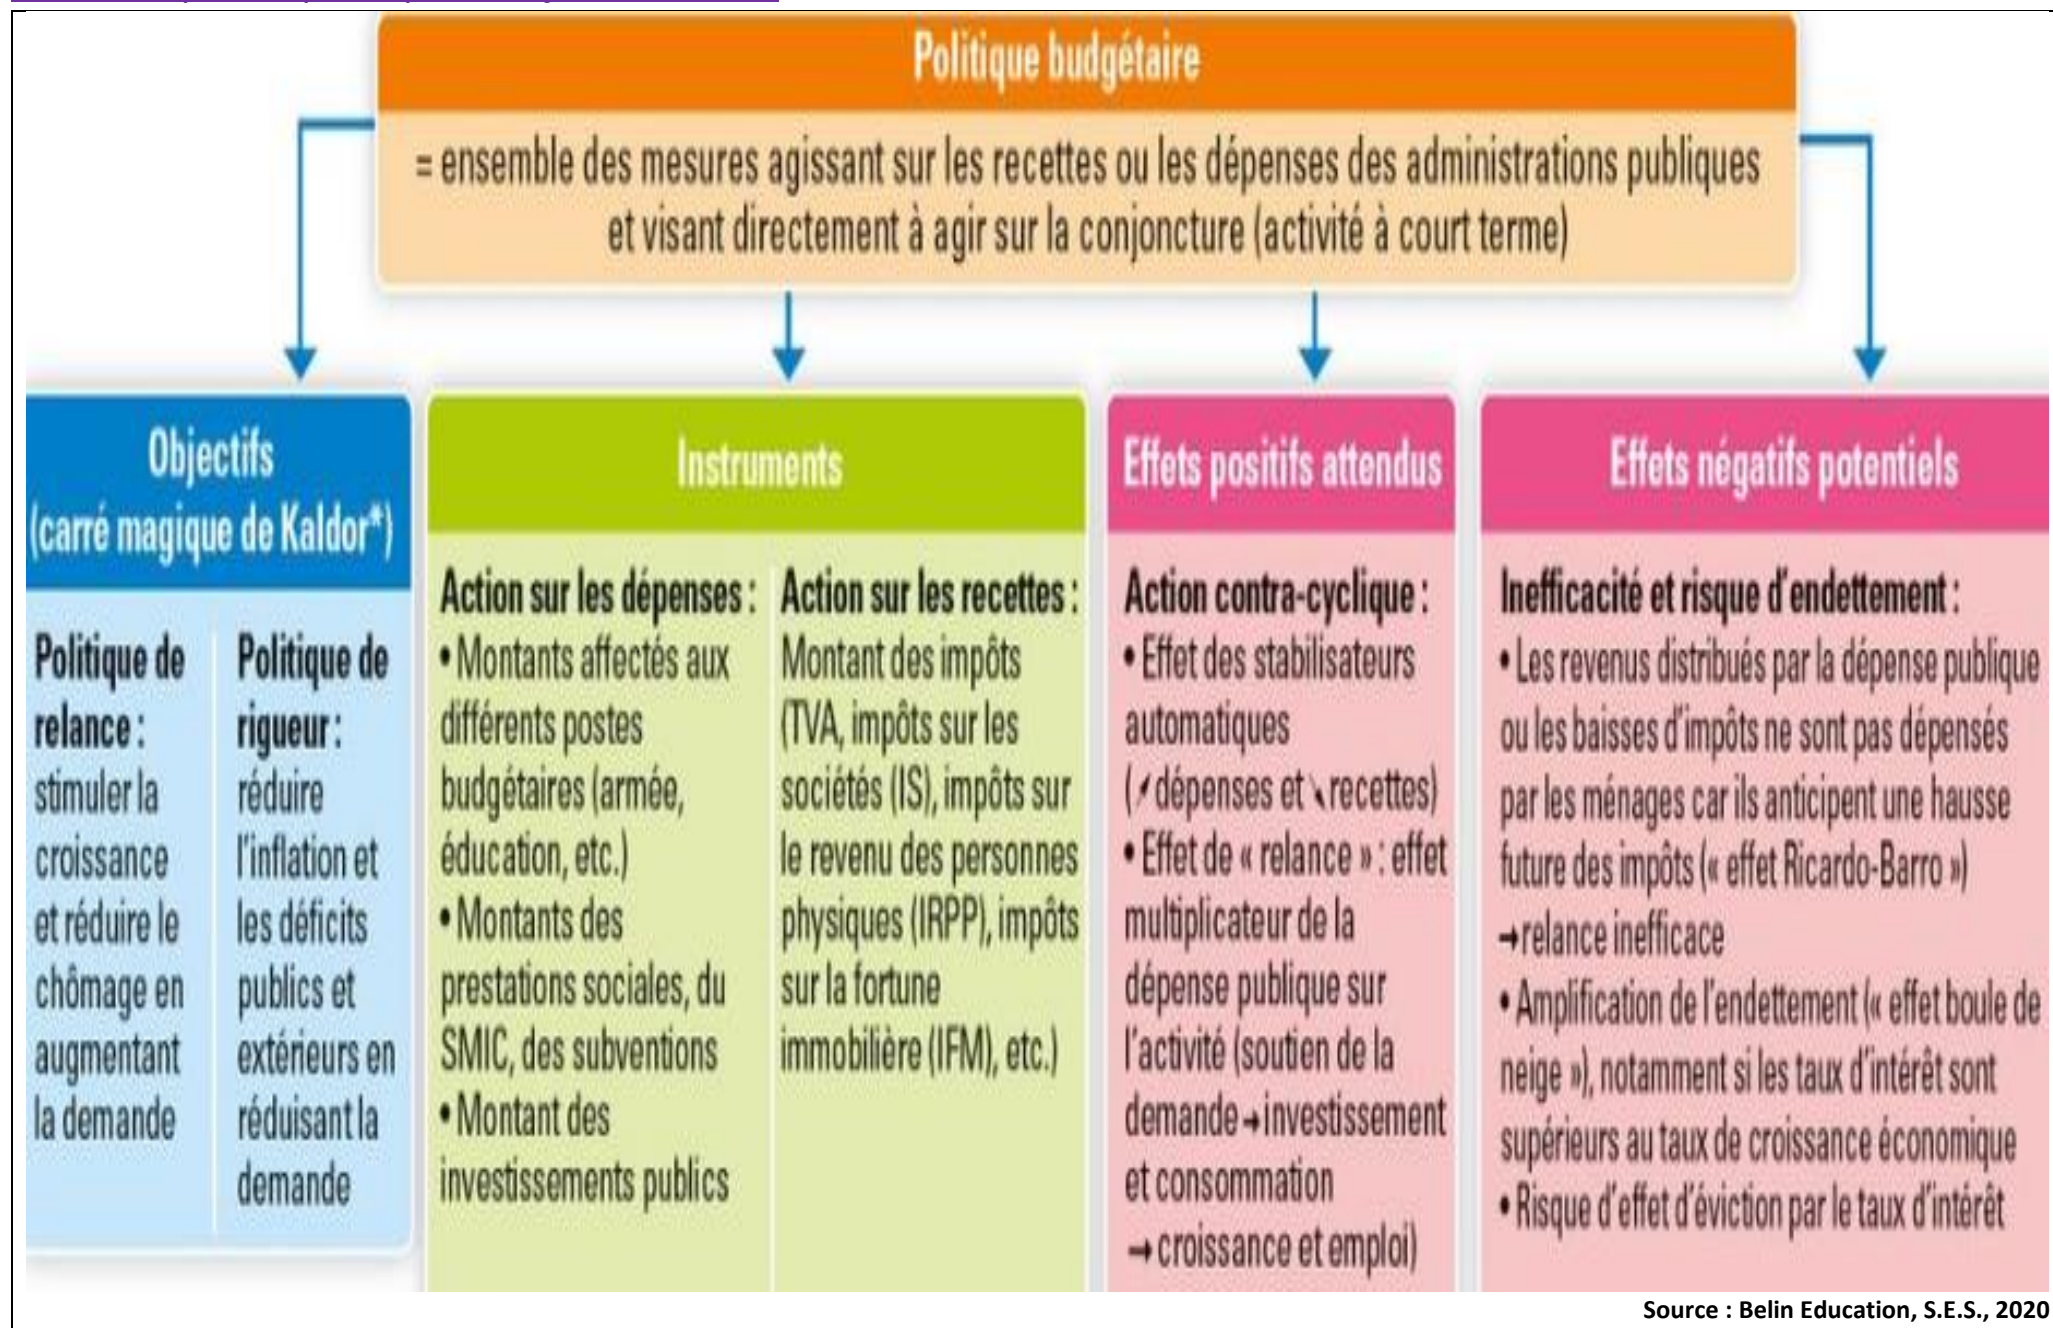 Politique budgétaire
= ensemble des mesures agissant sur les recettes ou les dépenses des administrations publiques
et visant directement à agir sur la conjoncture (activité à court terme)
Objectifs
(carré magique de Kaldor*)
Politique de
relance :
stimuler la
croissance
et réduire le
chômage en
augmentant
la demande
Politique de
rigueur :
réduire
l'inflation et
les déficits
publics et
extérieurs en
réduisant la
demande
Instruments
Action sur les dépenses :
• Montants affectés aux
différents postes
budgétaires (armée,
éducation, etc.)
• Montants des
prestations sociales, du
SMIC, des subventions
• Montant des
investissements publics
Action sur les recettes :
Montant des impôts
(TVA, impôts sur les
sociétés (IS), impôts sur
le revenu des personnes
physiques (IRPP), impôts
sur la fortune
immobilière (IFM), etc.)
Effets positifs attendus
Action contra-cyclique :
• Effet des stabilisateurs
automatiques
(↗dépenses et ↘recettes)
• Effet de « relance » : effet
multiplicateur de la
dépense publique sur
l'activité (soutien de la
demande→investissement
et consommation
→croissance et emploi)
Effets négatifs potentiels
Inefficacité et risque d'endettement :
• Les revenus distribués par la dépense publique
ou les baisses d'impôts ne sont pas dépensés
par les ménages car ils anticipent une hausse
future des impôts (« effet Ricardo-Barro »)
→relance inefficace
• Amplification de l'endettement (« effet boule de
neige »), notamment si les taux d'intérêt sont
supérieurs au taux de croissance économique
• Risque d'effet d'éviction par le taux d'intérêt
Source : Belin Education, S.E.S., 2020